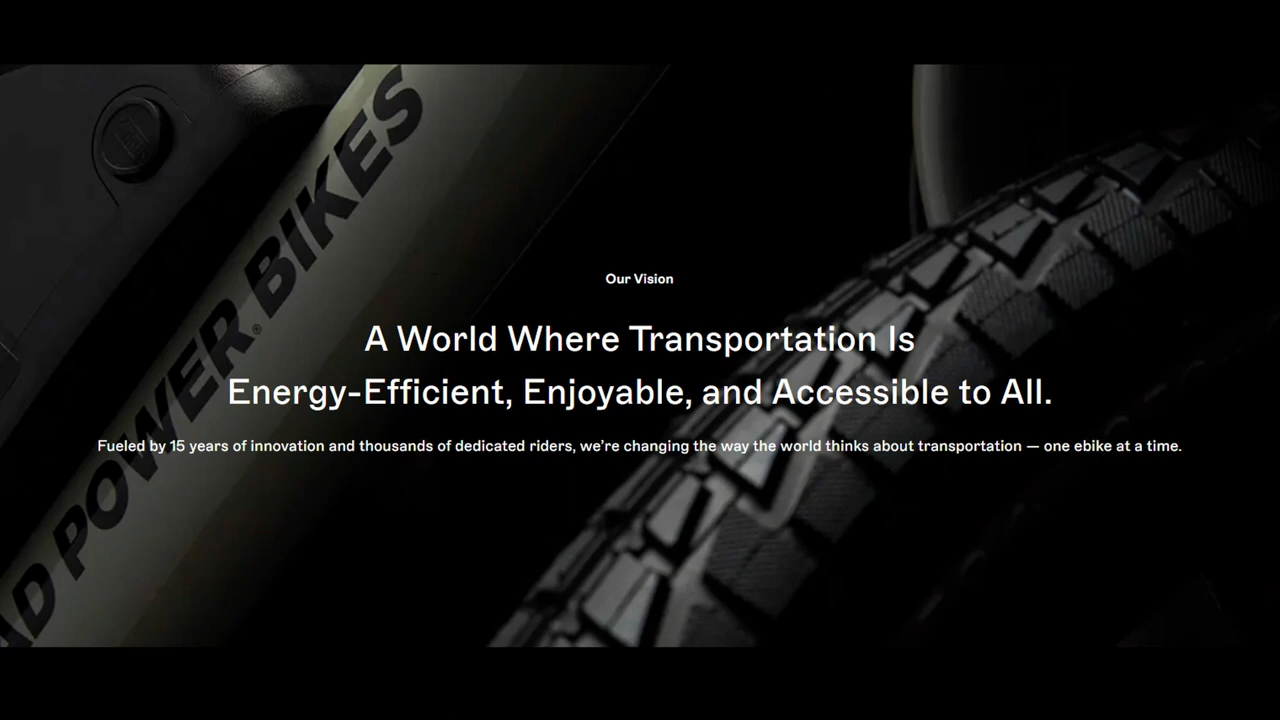 AD POWER BIKES®
Our Vision
A World Where Transportation Is
Energy-Efficient, Enjoyable, and Accessible to All.
Fueled by 15 years of innovation and thousands of dedicated riders, we’re changing the way the world thinks about transportation — one ebike at a time.